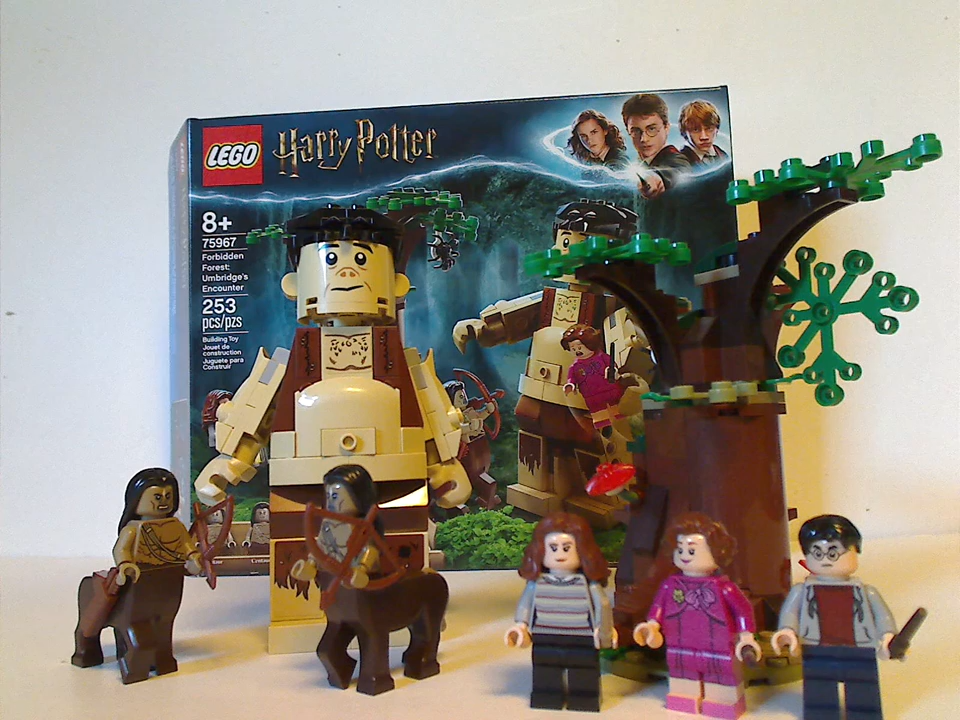 LEGO
Harry Potter
8+
75967
Forbidden
Forest:
Umbridge's
Encounter
253
pcs/pzs
Building Toy
Jouet de
construction
Juguete para
Construir